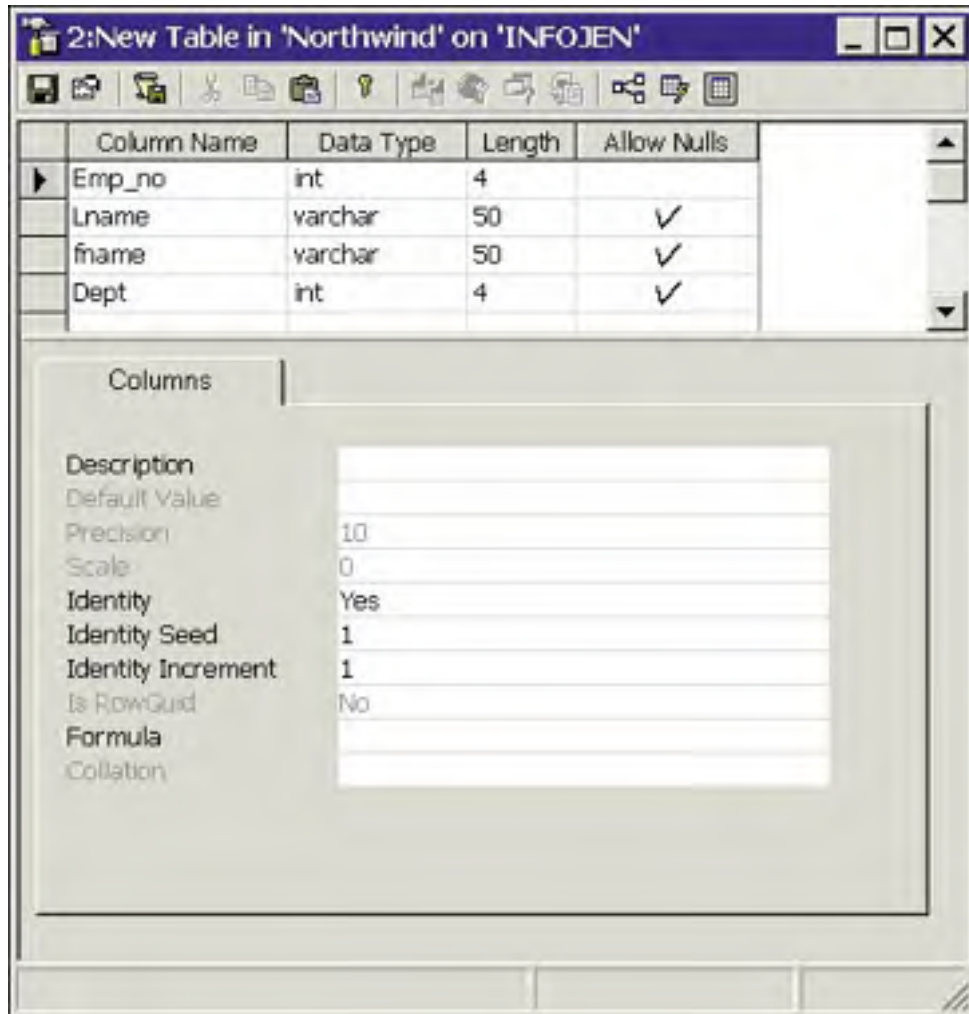 2:New Table in 'Northwind' on 'INFOJEN'
Column Name Data Type Length Allow Nulls
Emp_no int 4
Lname varchar 50
fname varchar 50
Dept int 4
Columns
Description
Default Value
Precision 10
Scale 0
Identity Yes
Identity Seed 1
Identity Increment 1
Is RowGuid No
Formula
Collation